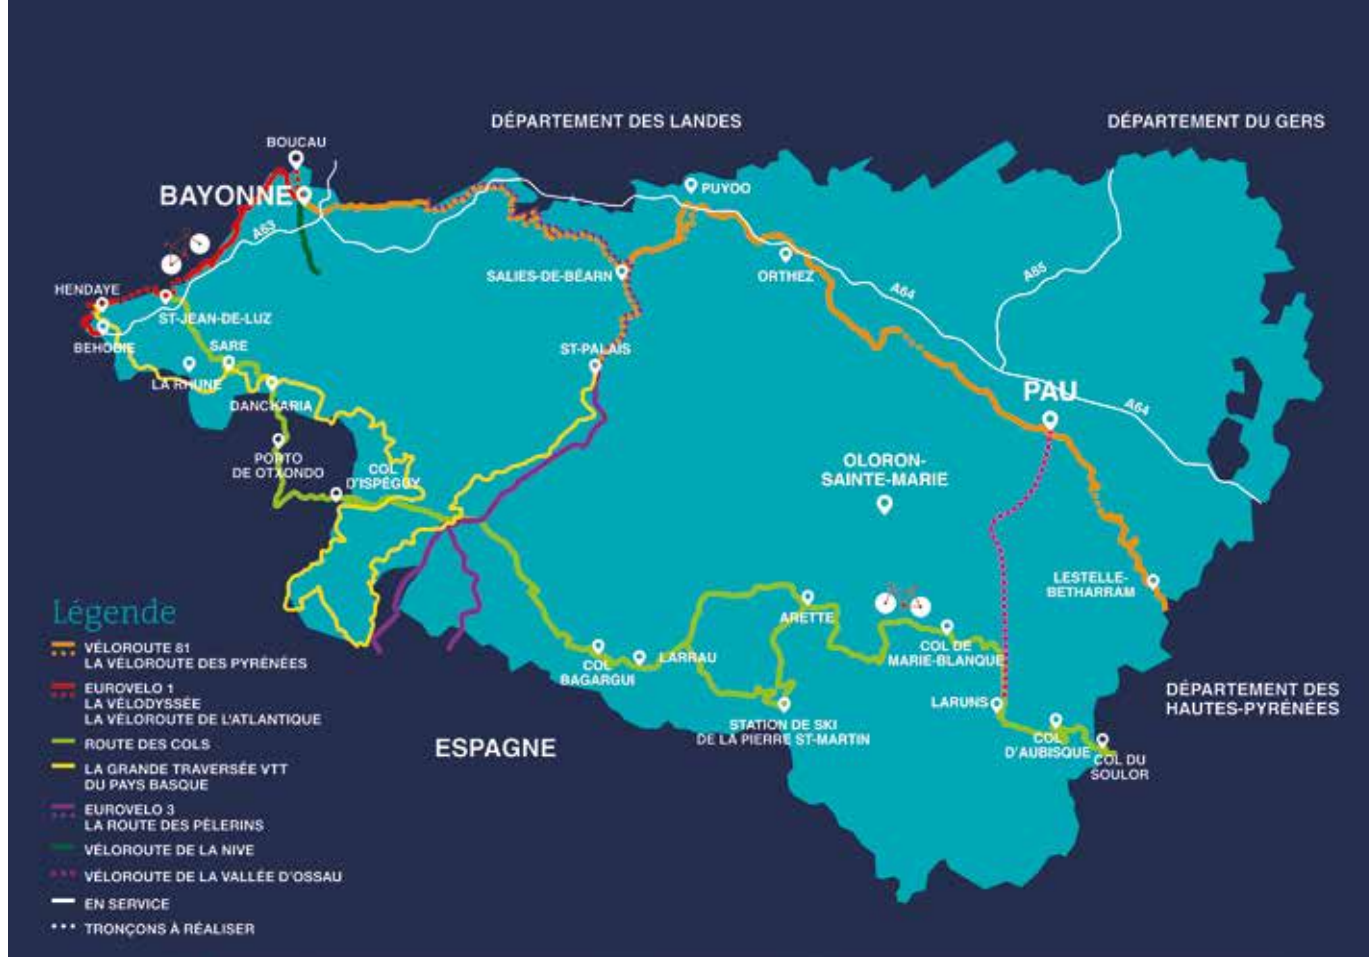 DÉPARTEMENT DES LANDES
DÉPARTEMENT DU GERS
BOUCAU
BAYONNE
PUYOO
A63
SALIES-DE-BÉARN
ORTHEZ
A65
A64
HENDAYE
ST-JEAN-DE-LUZ
BEHOBIE
SARE
ST-PALAIS
LA RHUNE
DANCHARIA
PAU
A64
PORTO
DE OTXONDO
COL
D'ISPÉGUY
OLORON-
SAINTE-MARIE
LESTELLE-
BETHARRAM
ARETTE
COL DE
MARIE-BLANQUE
COL
BAGARGUI
LARRAU
LARUNS
STATION DE SKI
DE LA PIERRE ST-MARTIN
COL
D'AUBISQUE
COL DU
SOULOR
DÉPARTEMENT DES
HAUTES-PYRÉNÉES
ESPAGNE
Légende
VÉLOROUTE 81
LA VÉLOROUTE DES PYRÉNÉES
EUROVELO 1
LA VÉLODYSSÉE
LA VÉLOROUTE DE L'ATLANTIQUE
ROUTE DES COLS
LA GRANDE TRAVERSÉE VTT
DU PAYS BASQUE
EUROVELO 3
LA ROUTE DES PÈLERINS
VÉLOROUTE DE LA NIVE
VÉLOROUTE DE LA VALLÉE D'OSSAU
EN SERVICE
TRONÇONS À RÉALISER